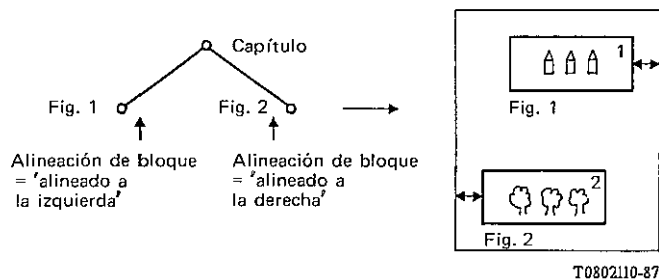 Capítulo
Fig. 1
Fig. 2
Alineación de bloque
= 'alineado a
la izquierda'
Alineación de bloque
= 'alineado a
la derecha'
1
Fig. 1
2
Fig. 2
T0802110-87